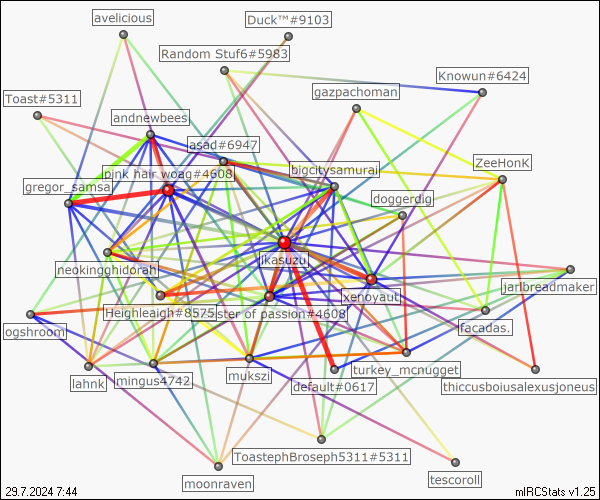 avelicious
Duck™#9103
Random Stuf6#5983
Knowun#6424
gazpachoman
Toast#5311
andnewbees
asad#6947
bigcitysamurai
ZeeHonK
pink hair woag#4608
gregor_samsa
doggerdig
ikasuzu
neokingghidorah
xenoyaut
jarlbreadmaker
Heighleigh#8575
ster of passion#4608
ogshroom
facadas.
turkey_mcnugget
lahnk
mingus4742
mukszi
default#0617
thiccusboiusalexusjoneus
ToastephBroseph5311#5311
moonraven
tescoroll
29.7.2024 7:44
mIRCStats v1.25